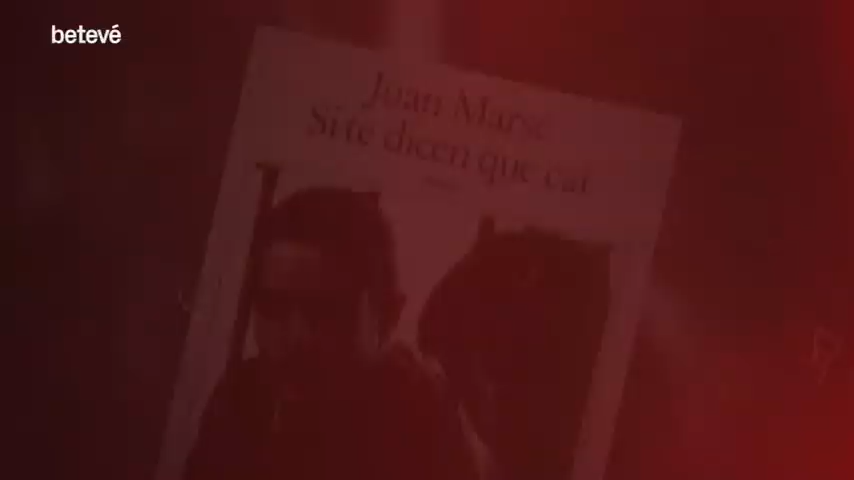 betevé
Juan Marsé
Si te dicen que caí